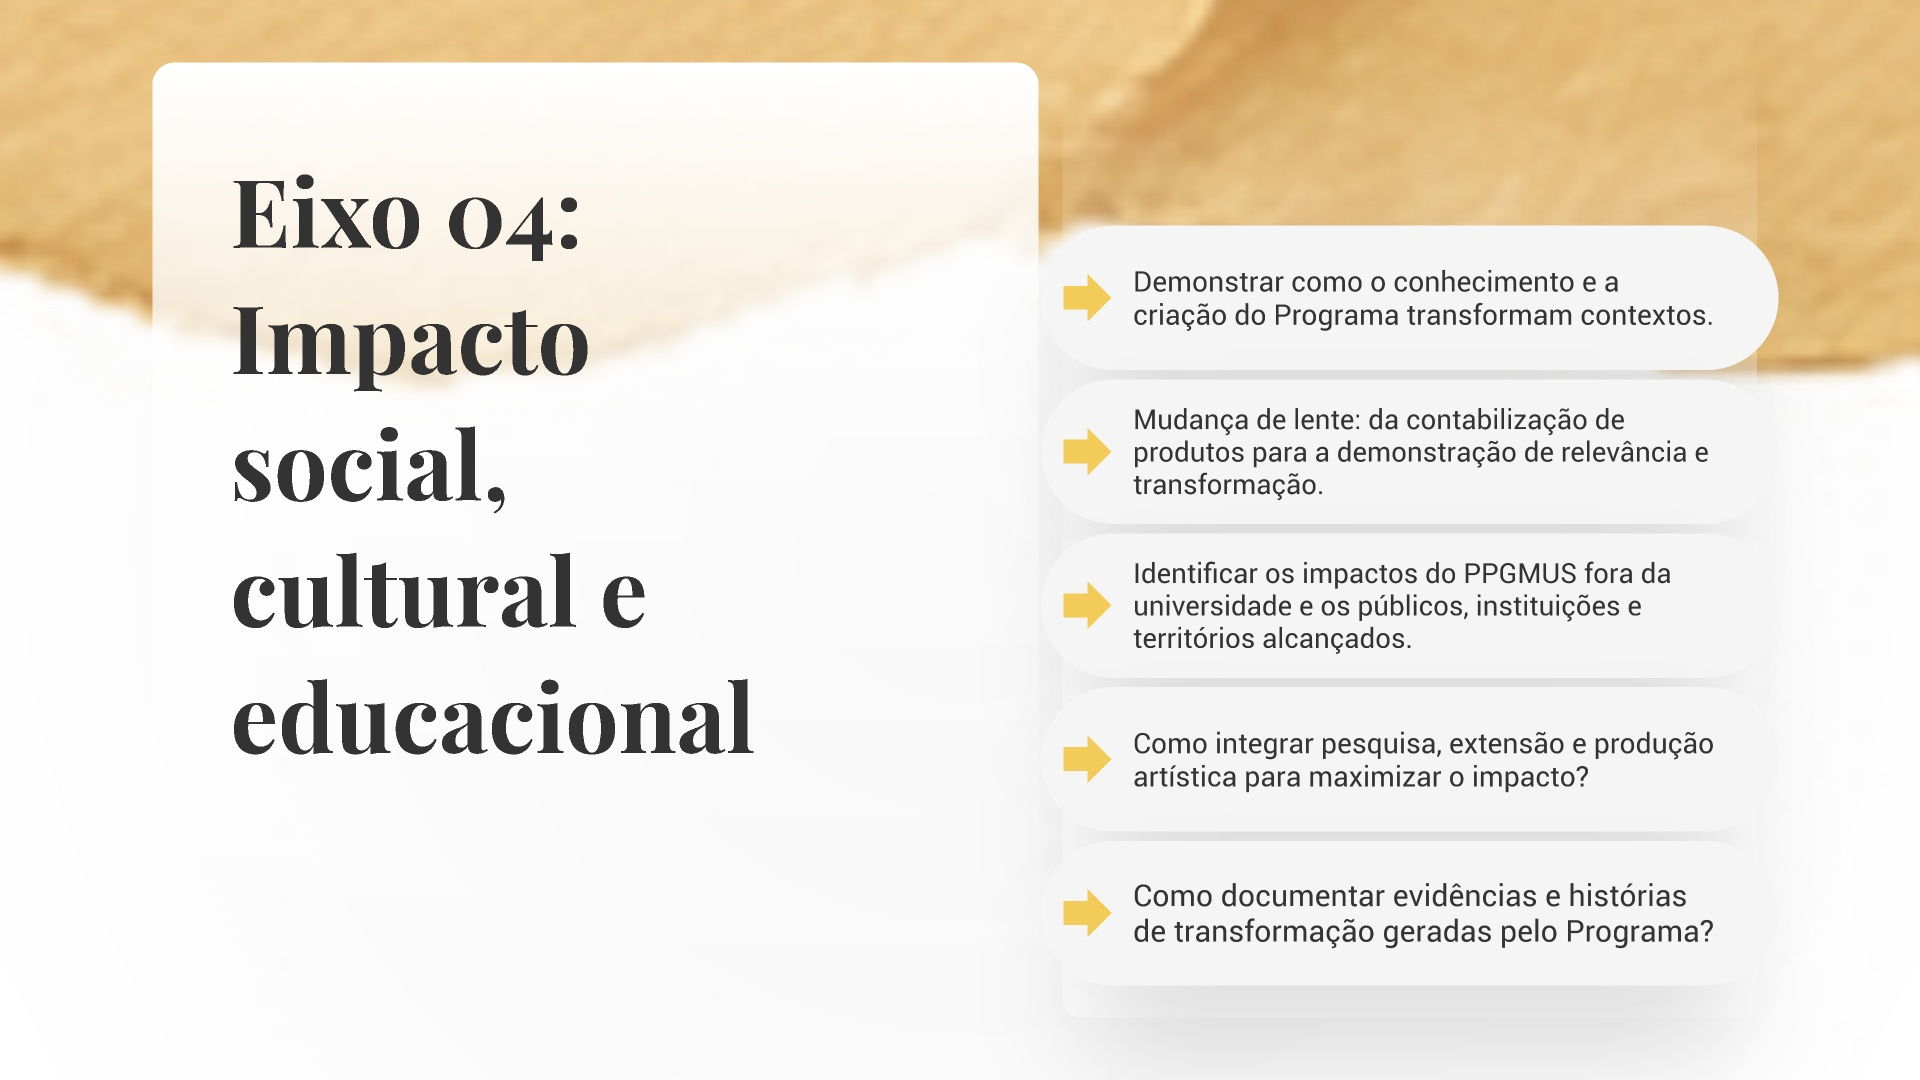 Eixo 04:
Impacto
social,
cultural e
educacional
Demonstrar como o conhecimento e a
criação do Programa transformam contextos.
Mudança de lente: da contabilização de
produtos para a demonstração de relevância e
transformação.
Identificar os impactos do PPGMUS fora da
universidade e os públicos, instituições e
territórios alcançados.
Como integrar pesquisa, extensão e produção
artística para maximizar o impacto?
Como documentar evidências e histórias
de transformação geradas pelo Programa?